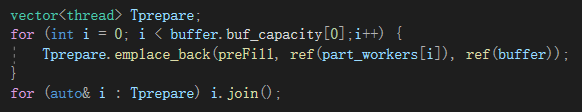 vector<thread> Tprepare;
for (int i = 0; i < buffer.buf_capacity[0];i++) {
Tprepare.emplace_back(preFill, ref(part_workers[i]), ref(buffer));
}
for (auto& i : Tprepare) i.join();